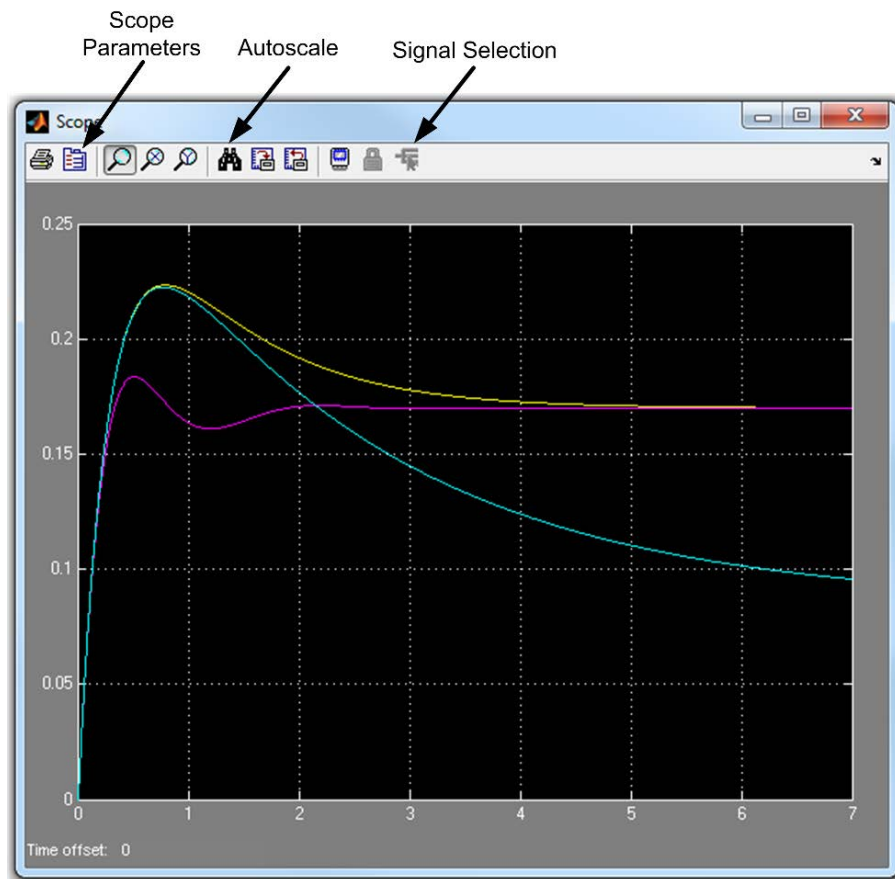 Scope
Parameters
Autoscale
Signal Selection
Scope
0.25
0.2
0.15
0.1
0.05
0
0 1 2 3 4 5 6 7
Time offset: 0